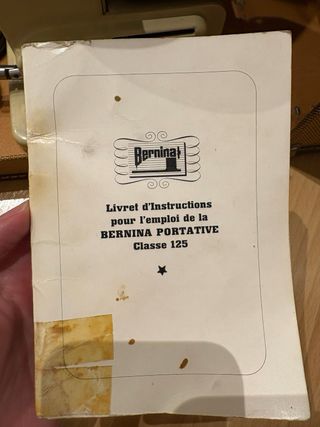 Bernina
Livret d'Instructions
pour l'emploi de la
BERNINA PORTATIVE
Classe 125